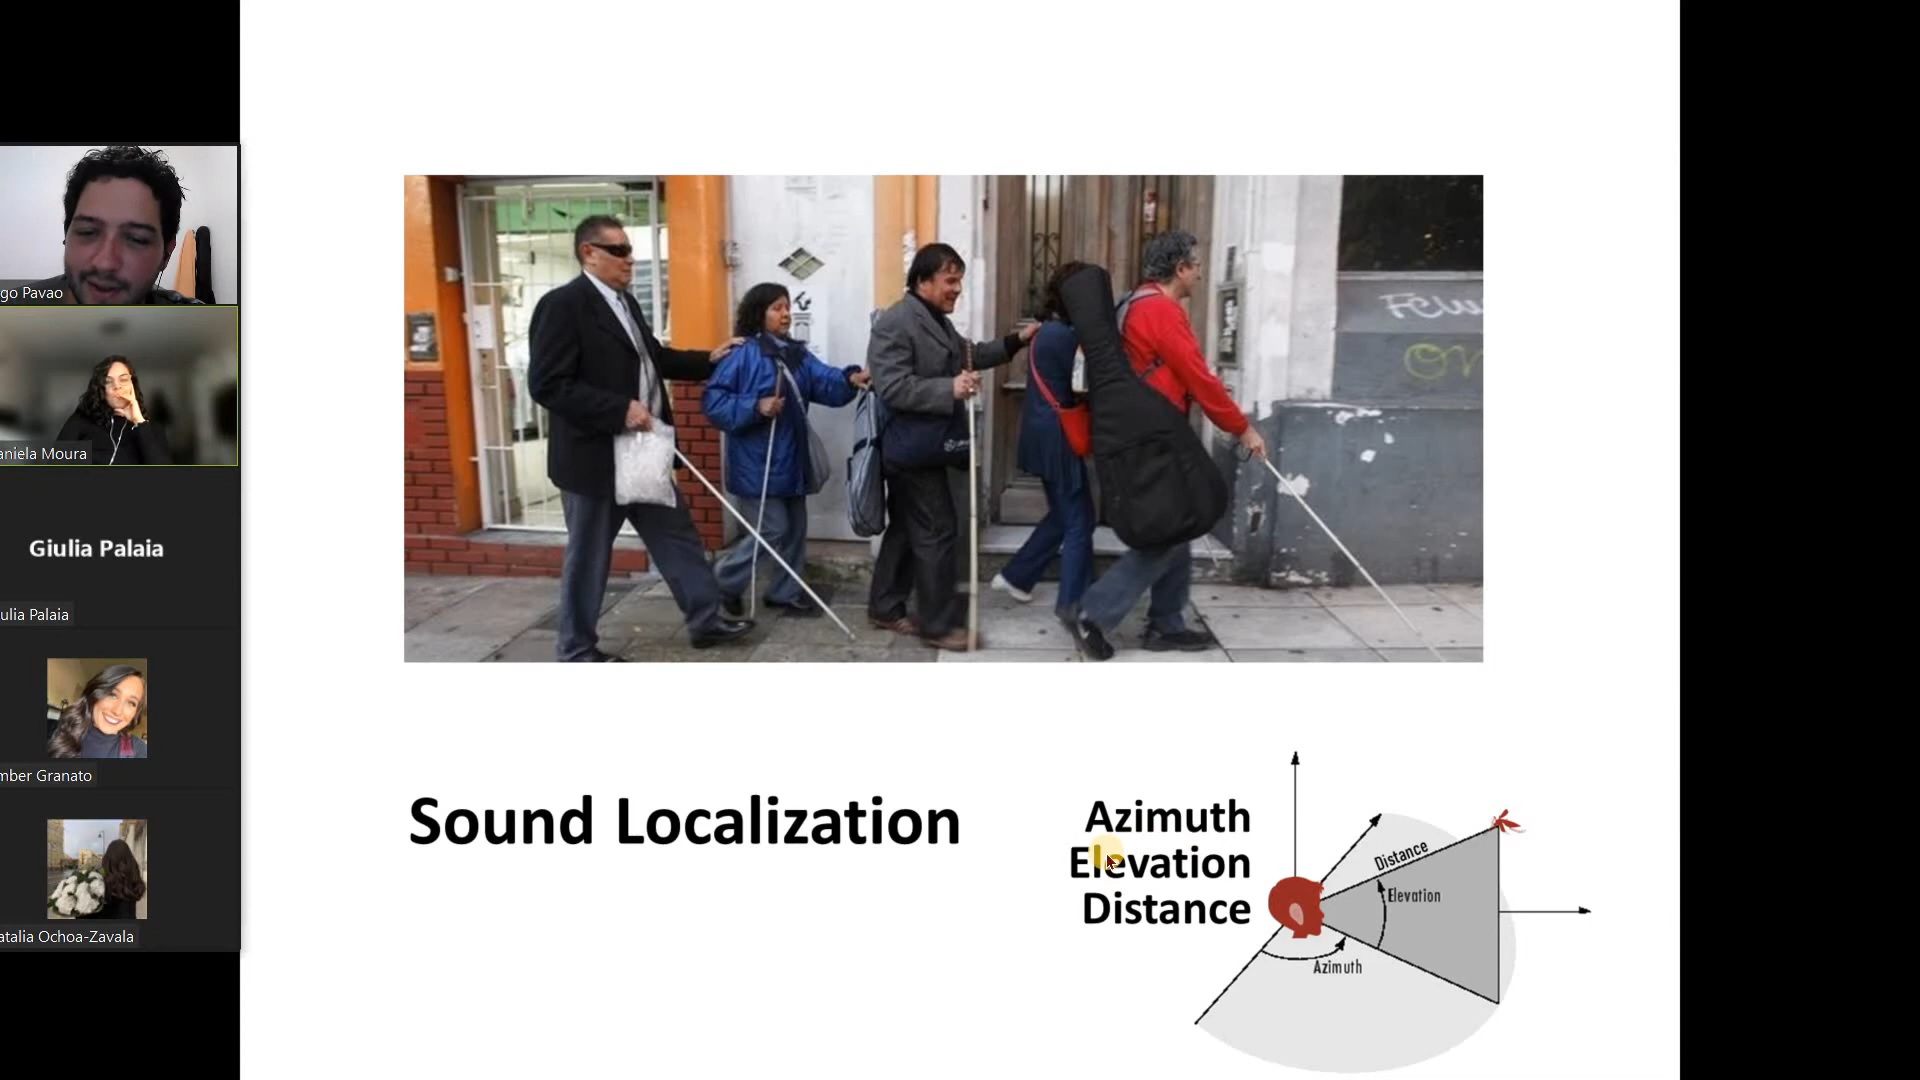 go Pavao
aniela Moura
Giulia Palaia
ulia Palaia
mber Granato
atalia Ochoa-Zavala
Sound Localization
Azimuth
Elevation
Distance
Distance
Elevation
Azimuth